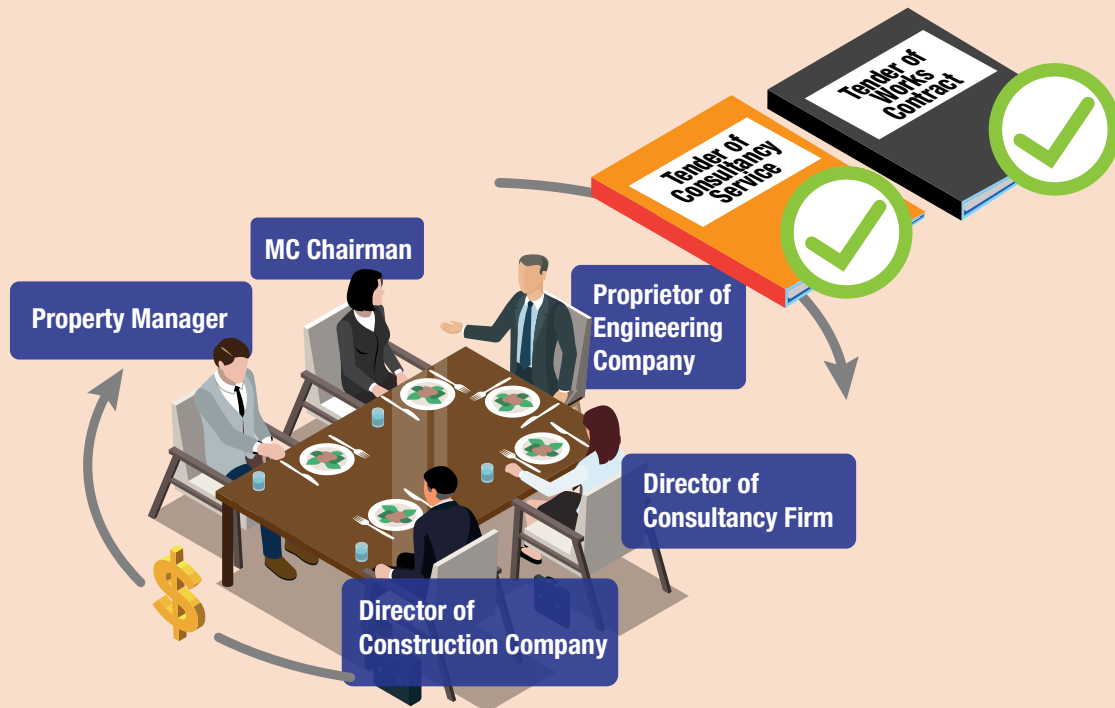 Tender of
Works
Contract
Tender of
Consultancy
Service
MC Chairman
Property Manager
Proprietor of
Engineering
Company
Director of
Consultancy Firm
Director of
Construction Company
$